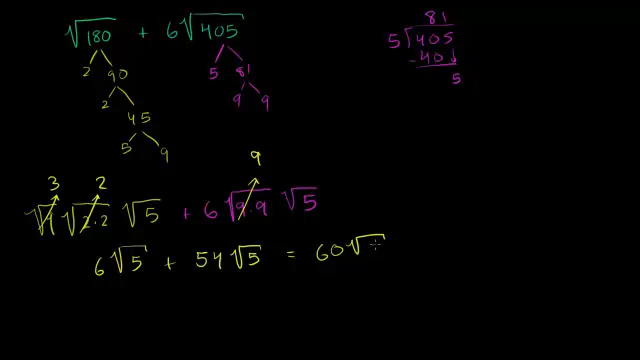 √180 + 6√405
2 90 5 81
2 45 9 9
5 9
81
5 √405
-40↓
5
3 2 9
√9 √2·2 √5 + 6 √9·9 √5
6√5 + 54√5 = 60√